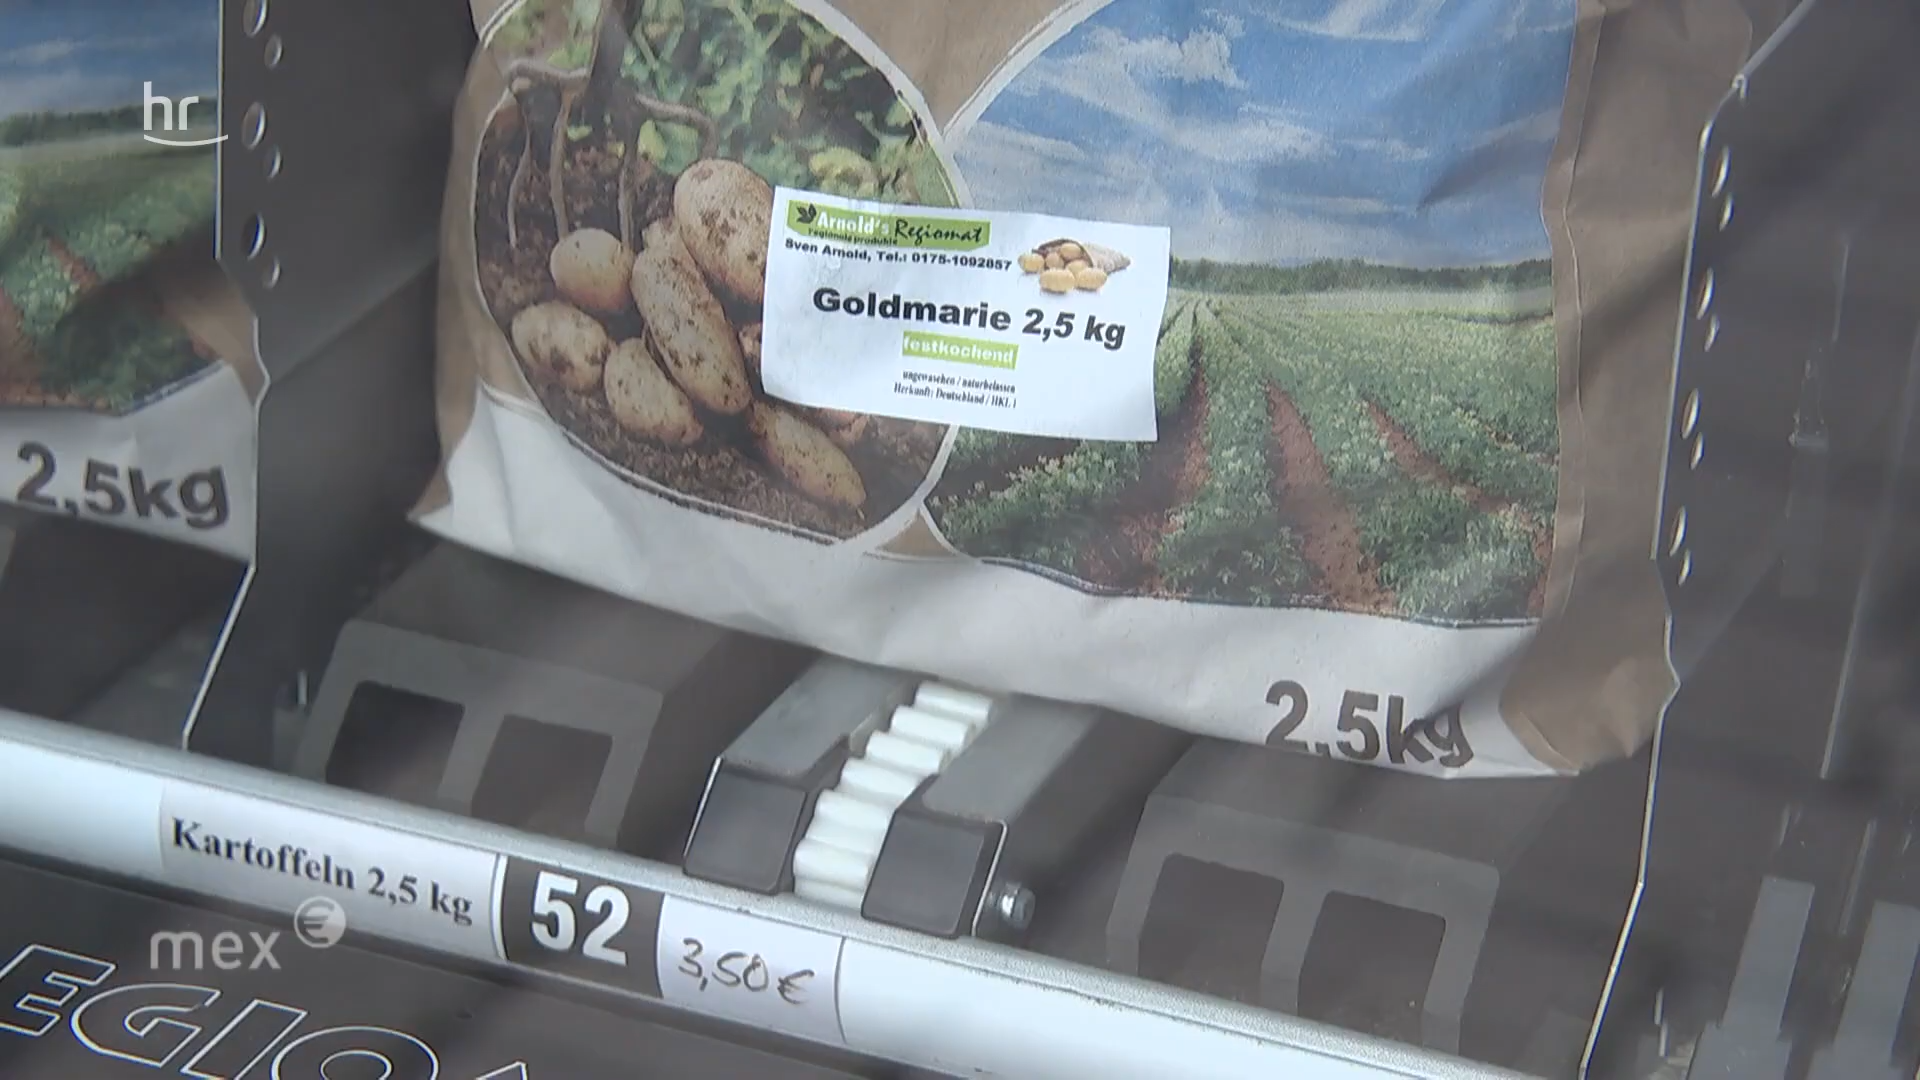 hr
Arnold's Regiomat
regionale produkte
Sven Arnold, Tel.: 0175-1092857
Goldmarie 2,5 kg
festkochend
ungewaschen / naturbelassen
Herkunft: Deutschland / HKL I
2,5kg
2,5kg
Kartoffeln 2,5 kg
52
3,50 €
mex €
EGIO